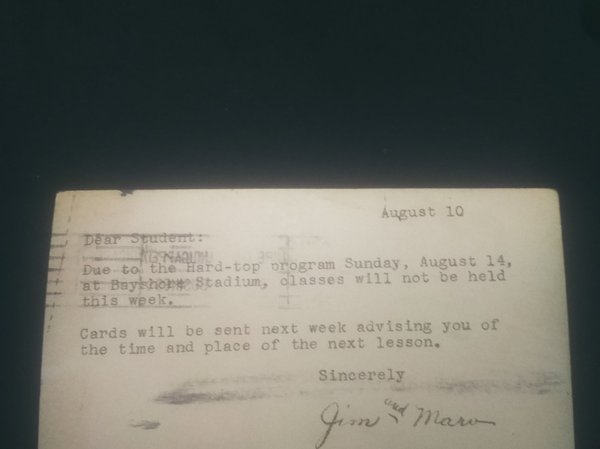 August 10
Dear Student:
Due to the Hard-top program Sunday, August 14,
at Bayshore Stadium, classes will not be held
this week.
Cards will be sent next week advising you of
the time and place of the next lesson.
Sincerely
Jim and Marv